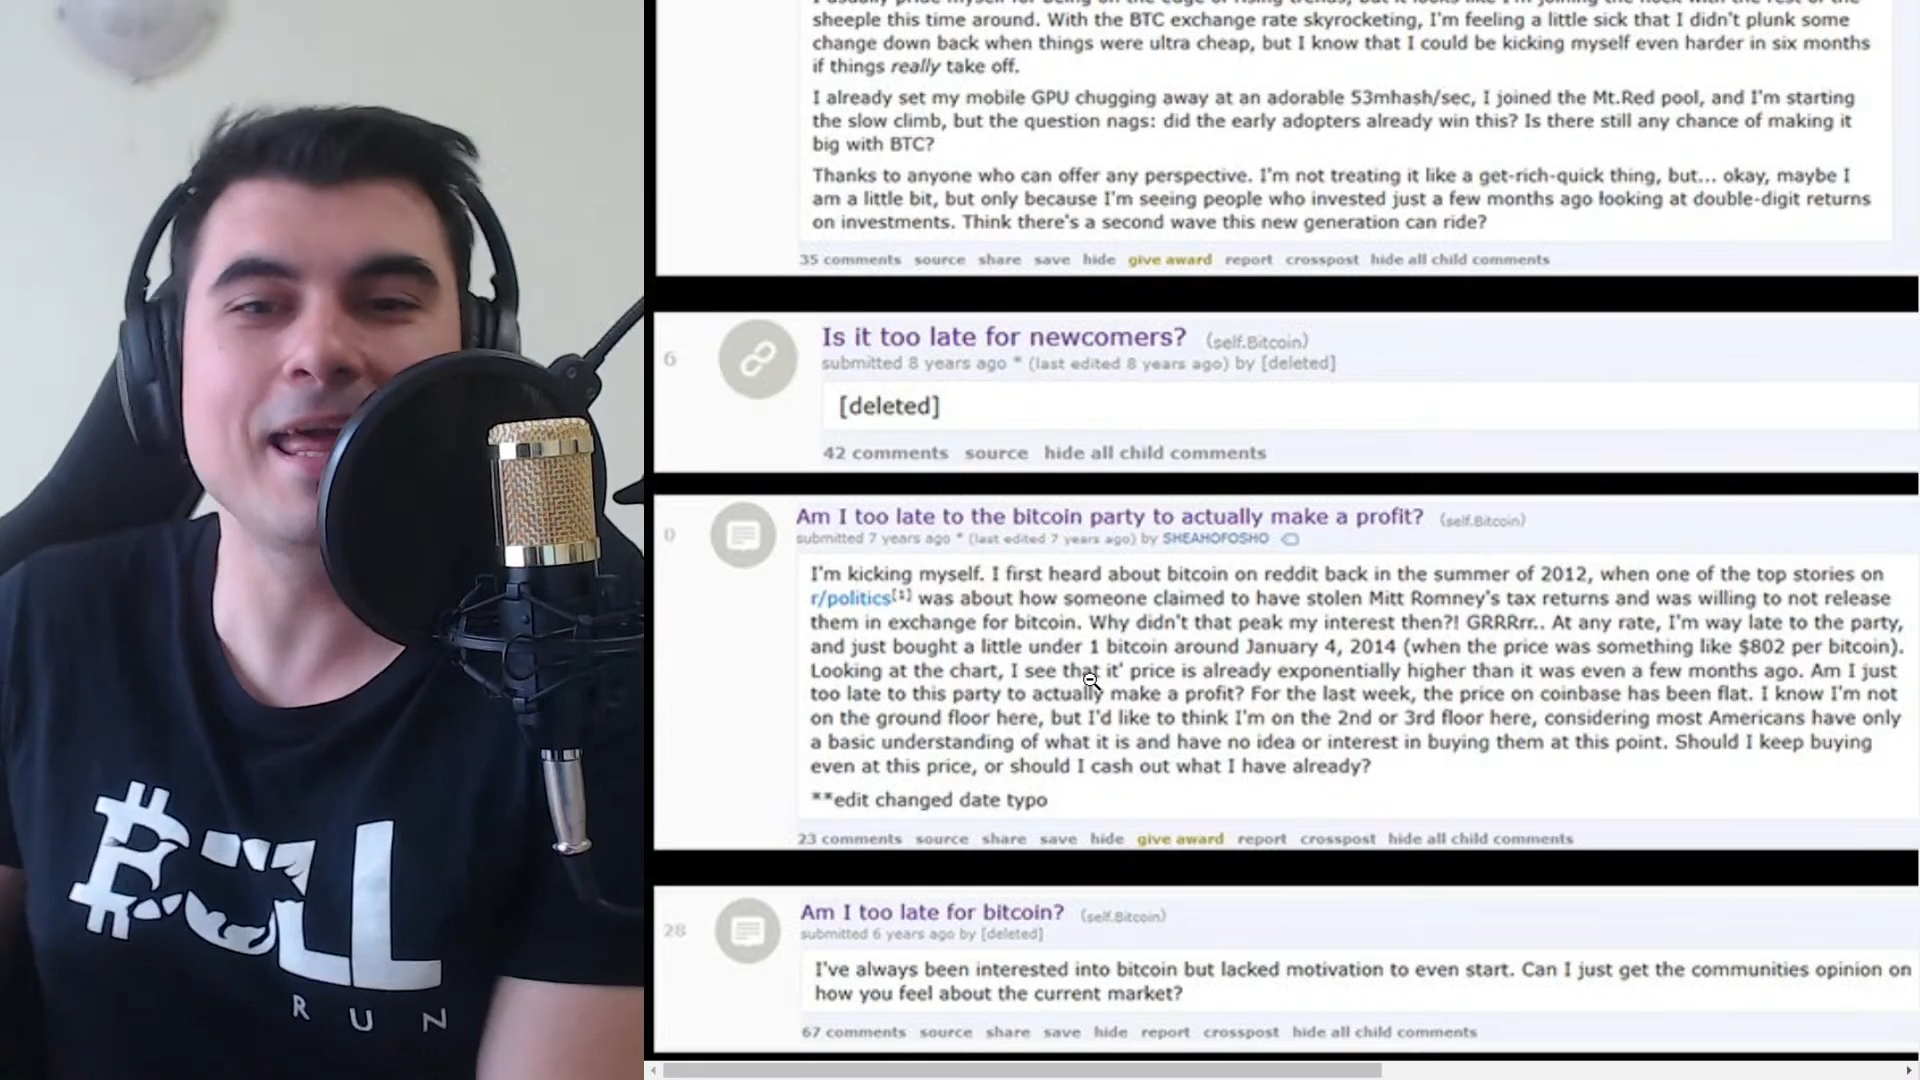 sheeple this time around. With the BTC exchange rate skyrocketing, I'm feeling a little sick that I didn't plunk some
change down back when things were ultra cheap, but I know that I could be kicking myself even harder in six months
if things really take off.
I already set my mobile GPU chugging away at an adorable 53mhash/sec, I joined the Mt.Red pool, and I'm starting
the slow climb, but the question nags: did the early adopters already win this? Is there still any chance of making it
big with BTC?
Thanks to anyone who can offer any perspective. I'm not treating it like a get-rich-quick thing, but... okay, maybe I
am a little bit, but only because I'm seeing people who invested just a few months ago looking at double-digit returns
on investments. Think there's a second wave this new generation can ride?
35 comments source share save hide give award report crosspost hide all child comments
6
Is it too late for newcomers? (self.Bitcoin)
submitted 8 years ago * (last edited 8 years ago) by [deleted]
[deleted]
42 comments source hide all child comments
0
Am I too late to the bitcoin party to actually make a profit? (self.Bitcoin)
submitted 7 years ago * (last edited 7 years ago) by SHEAHOFOSHO
I'm kicking myself. I first heard about bitcoin on reddit back in the summer of 2012, when one of the top stories on
r/politics[1] was about how someone claimed to have stolen Mitt Romney's tax returns and was willing to not release
them in exchange for bitcoin. Why didn't that peak my interest then?! GRRRrr.. At any rate, I'm way late to the party,
and just bought a little under 1 bitcoin around January 4, 2014 (when the price was something like $802 per bitcoin).
Looking at the chart, I see that it' price is already exponentially higher than it was even a few months ago. Am I just
too late to this party to actually make a profit? For the last week, the price on coinbase has been flat. I know I'm not
on the ground floor here, but I'd like to think I'm on the 2nd or 3rd floor here, considering most Americans have only
a basic understanding of what it is and have no idea or interest in buying them at this point. Should I keep buying
even at this price, or should I cash out what I have already?
**edit changed date typo
23 comments source share save hide give award report crosspost hide all child comments
28
Am I too late for bitcoin? (self.Bitcoin)
submitted 6 years ago by [deleted]
I've always been interested into bitcoin but lacked motivation to even start. Can I just get the communities opinion on
how you feel about the current market?
67 comments source share save hide report crosspost hide all child comments
BULL
RUN